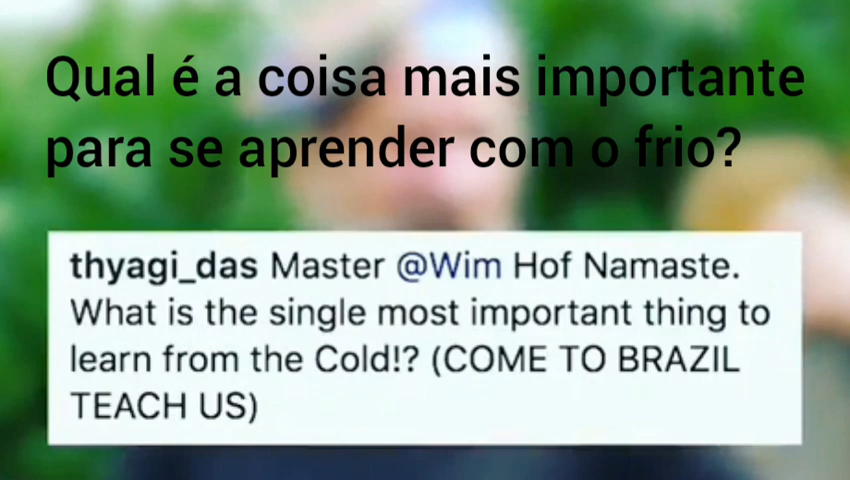 Qual é a coisa mais importante
para se aprender com o frio?
thyagi_das Master @Wim Hof Namaste.
What is the single most important thing to
learn from the Cold!? (COME TO BRAZIL
TEACH US)